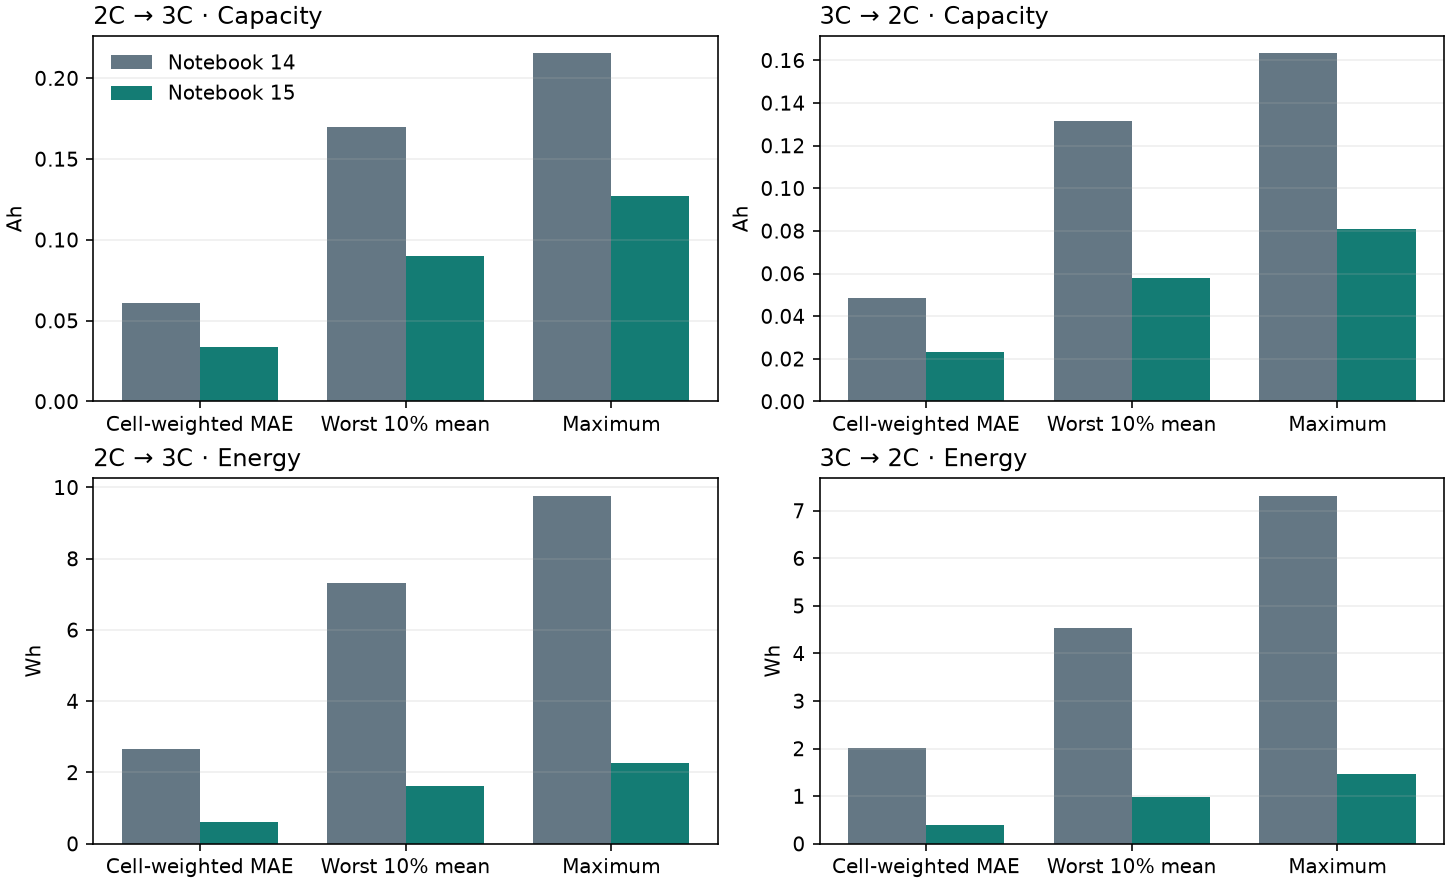 2C → 3C · Capacity
Notebook 14
Notebook 15
0.20
0.15
0.10
0.05
0.00
Ah
Cell-weighted MAE Worst 10% mean Maximum
3C → 2C · Capacity
0.16
0.14
0.12
0.10
0.08
0.06
0.04
0.02
0.00
Ah
Cell-weighted MAE Worst 10% mean Maximum
2C → 3C · Energy
10
8
6
4
2
0
Wh
Cell-weighted MAE Worst 10% mean Maximum
3C → 2C · Energy
7
6
5
4
3
2
1
0
Wh
Cell-weighted MAE Worst 10% mean Maximum